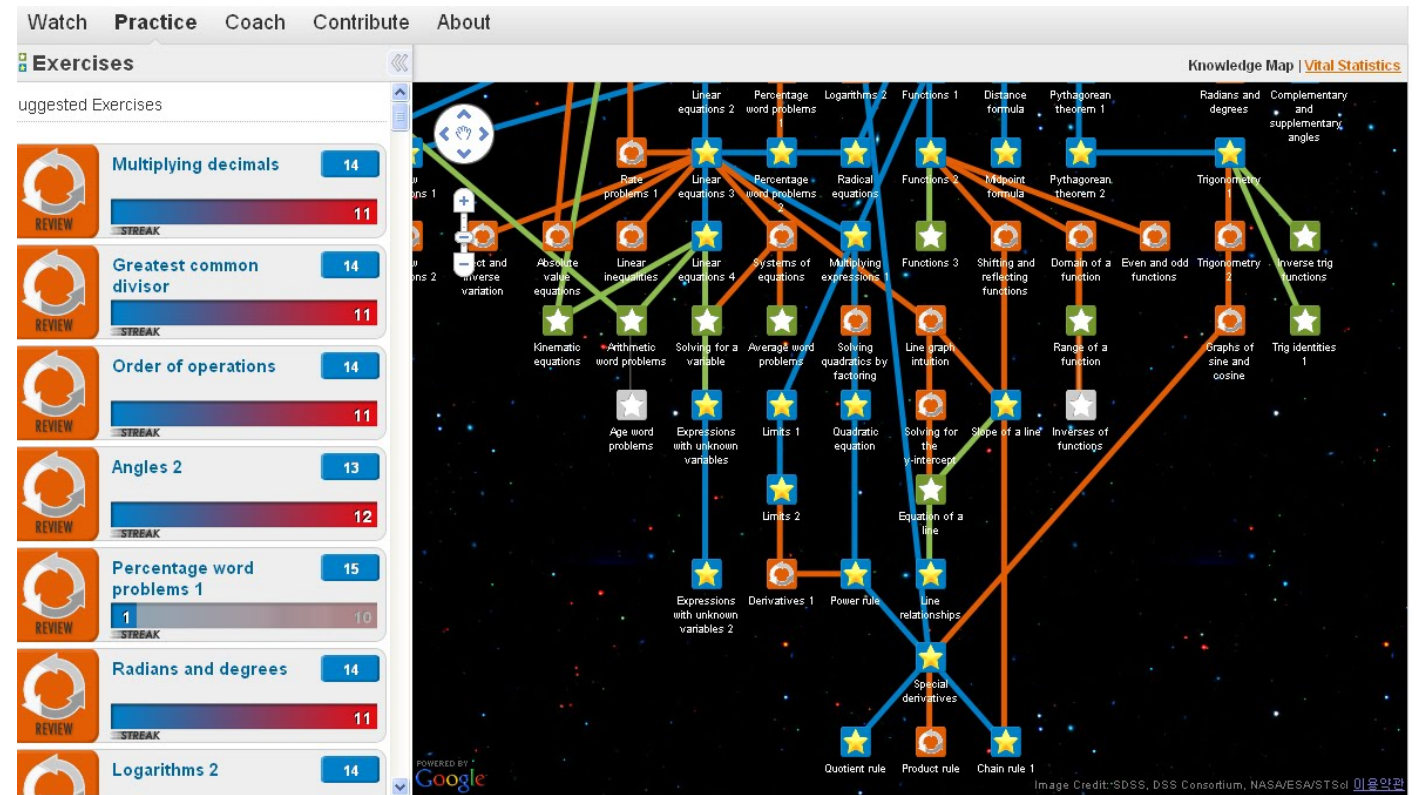 Watch Practice Coach Contribute About
Exercises
Knowledge Map | Vital Statistics
uggested Exercises
Multiplying decimals 14
11
REVIEW
STREAK
Greatest common
divisor
14
11
REVIEW
STREAK
Order of operations 14
11
REVIEW
STREAK
Angles 2 13
12
REVIEW
STREAK
Percentage word
problems 1
15
1 10
REVIEW
STREAK
Radians and degrees 14
11
REVIEW
STREAK
Logarithms 2 14
Linear
equations 2
Percentage
word problems
1
Logarithms 2
Functions 1
Distance
formula
Pythagorean
theorem 1
Radians and
degrees
Complementary
and
supplementary
angles
ns 1
Rate
problems 1
Linear
equations 3
Percentage
word problems
2
Radical
equations
Functions 2
Midpoint
formula
Pythagorean
theorem 2
Trigonometry
1
ns 2
ect and
inverse
variation
Absolute
value
equations
Linear
inequalities
Linear
equations 4
Systems of
equations
Multiplying
expressions 1
Functions 3
Shifting and
reflecting
functions
Domain of a
function
Even and odd
functions
Trigonometry
2
Inverse trig
functions
Kinematic
equations
Arithmetic
word problems
Solving for a
variable
Average word
problems
Solving
quadratics by
factoring
Line graph
intuition
Range of a
function
Graphs of
sine and
cosine
Trig identities
1
Age word
problems
Expressions
with unknown
variables
Limits 1
Quadratic
equation
Solving for
the
y-intercept
Slope of a line
Inverses of
functions
Limits 2
Equation of a
line
Expressions
with unknown
variables 2
Derivatives 1
Power rule
Line
relationships
Special
derivatives
Quotient rule
Product rule
Chain rule 1
POWERED BY
Google
Image Credit: SDSS, DSS Consortium, NASA/ESA/STScI 이용약관